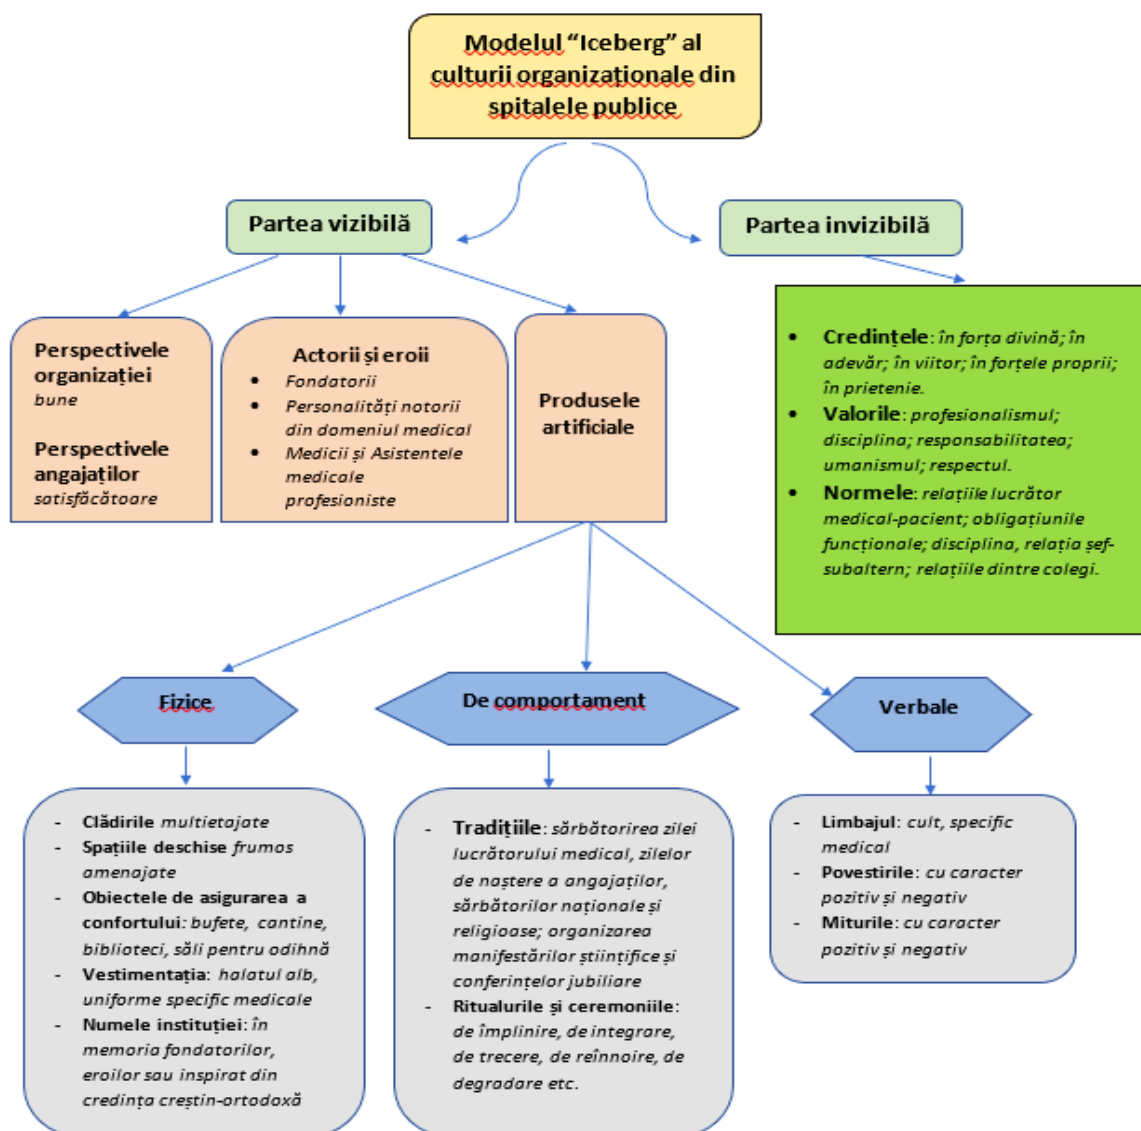 Modelul “Iceberg” al
culturii organizaționale din
spitalele publice
Partea vizibilă
Partea invizibilă
Perspectivele
organizației
bune
Perspectivele
angajaților
satisfăcătoare
Actorii și eroii
• Fondatorii
• Personalități notorii
din domeniul medical
• Medicii și Asistentele
medicale
profesioniste
Produsele
artificiale
• Credințele: în forța divină; în
adevăr; în viitor; în forțele proprii;
în prietenie.
• Valorile: profesionalismul;
disciplina; responsabilitatea;
umanismul; respectul.
• Normele: relațiile lucrător
medical-pacient; obligațiunile
funcționale; disciplina, relația șef-
subaltern; relațiile dintre colegi.
Fizice
De comportament
Verbale
- Clădirile multietajate
- Spațiile deschise frumos
amenajate
- Obiectele de asigurarea a
confortului: bufete, cantine,
biblioteci, săli pentru odihnă
- Vestimentația: halatul alb,
uniforme specific medicale
- Numele instituției: în
memoria fondatorilor,
eroilor sau inspirat din
credința creștin-ortodoxă
- Tradițiile: sărbătorirea zilei
lucrătorului medical, zilelor
de naștere a angajaților,
sărbătorilor naționale și
religioase; organizarea
manifestărilor științifice și
conferințelor jubiliare
- Ritualurile și ceremoniile:
de împlinire, de integrare,
de trecere, de reînnoire, de
degradare etc.
- Limbajul: cult, specific
medical
- Povestirile: cu caracter
pozitiv și negativ
- Miturile: cu caracter
pozitiv și negativ